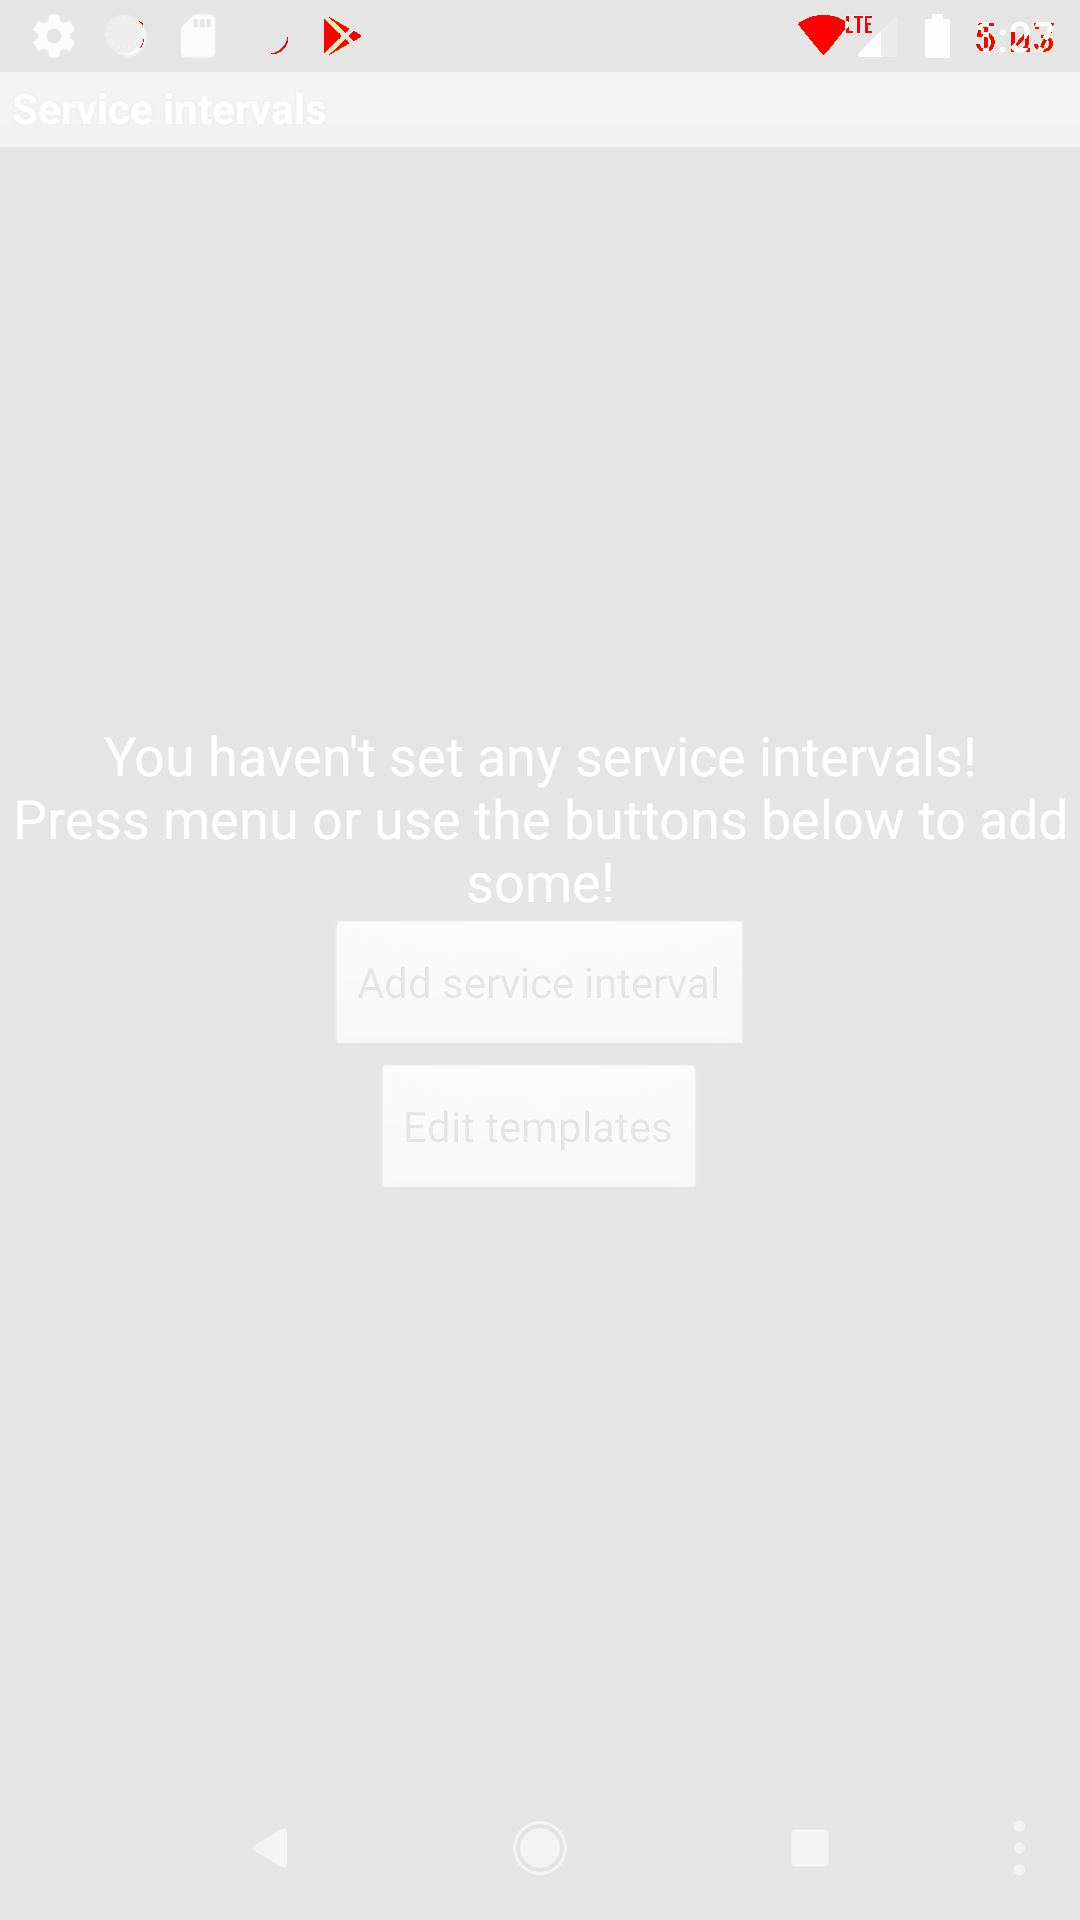 LTE
Service intervals
You haven't set any service intervals!
Press menu or use the buttons below to add
some!
Add service interval
Edit templates